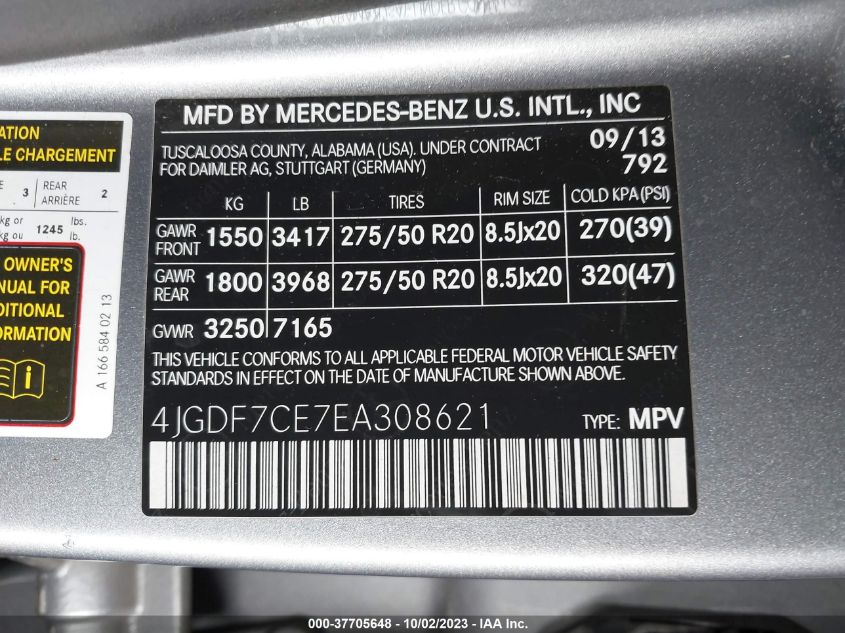 MFD BY MERCEDES-BENZ U.S. INTL., INC
TUSCALOOSA COUNTY, ALABAMA (USA). UNDER CONTRACT 09/13
FOR DAIMLER AG, STUTTGART (GERMANY) 792
KG LB TIRES RIM SIZE COLD KPA (PSI)
GAWR FRONT 1550 3417 275/50 R20 8.5Jx20 270(39)
GAWR REAR 1800 3968 275/50 R20 8.5Jx20 320(47)
GVWR 3250 7165
THIS VEHICLE CONFORMS TO ALL APPLICABLE FEDERAL MOTOR VEHICLE SAFETY
STANDARDS IN EFFECT ON THE DATE OF MANUFACTURE SHOWN ABOVE.
4JGDF7CE7EA308621 TYPE: MPV
CHARGEMENT
3 REAR 2
ARRIÈRE
kg or 1245 lbs.
kg ou lb.
OWNER'S
FOR
A 166 584 02 13
000-37705648 - 10/02/2023 - IAA Inc.